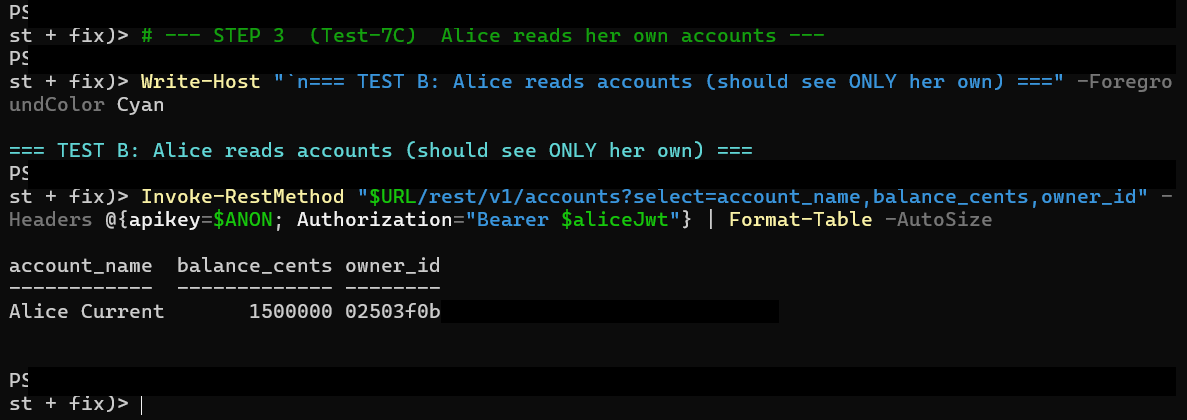 PS
st + fix)> # --- STEP 3  (Test-7C)  Alice reads her own accounts ---
PS
st + fix)> Write-Host "`n=== TEST B: Alice reads accounts (should see ONLY her own) ===" -Foregro
undColor Cyan
=== TEST B: Alice reads accounts (should see ONLY her own) ===
PS
st + fix)> Invoke-RestMethod "$URL/rest/v1/accounts?select=account_name,balance_cents,owner_id" -
Headers @{apikey=$ANON; Authorization="Bearer $aliceJwt"} | Format-Table -AutoSize
account_name  balance_cents owner_id
------------  ------------- --------
Alice Current       1500000 02503f0b
PS
st + fix)>